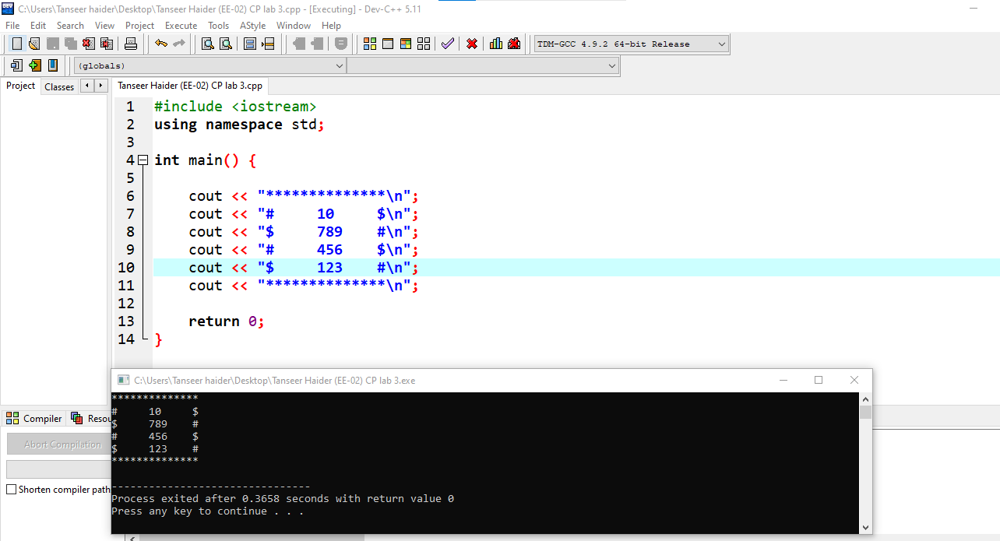 C:\Users\Tanseer haider\Desktop\Tanseer Haider (EE-02) CP lab 3.cpp - [Executing] - Dev-C++ 5.11
File Edit Search View Project Execute Tools AStyle Window Help
TDM-GCC 4.9.2 64-bit Release
(globals)
Project Classes Tanseer Haider (EE-02) CP lab 3.cpp
1 #include <iostream>
2 using namespace std;
3
4 int main() {
5
6     cout << "**************\n";
7     cout << "#     10     $\n";
8     cout << "$     789    #\n";
9     cout << "#     456    $\n";
10     cout << "$     123    #\n";
11     cout << "**************\n";
12
13     return 0;
14 }
C:\Users\Tanseer haider\Desktop\Tanseer Haider (EE-02) CP lab 3.exe
**************
#     10     $
$     789    #
#     456    $
$     123    #
**************
--------------------------------
Process exited after 0.3658 seconds with return value 0
Press any key to continue . . .
Compiler Resou
Abort Compilation
Shorten compiler path